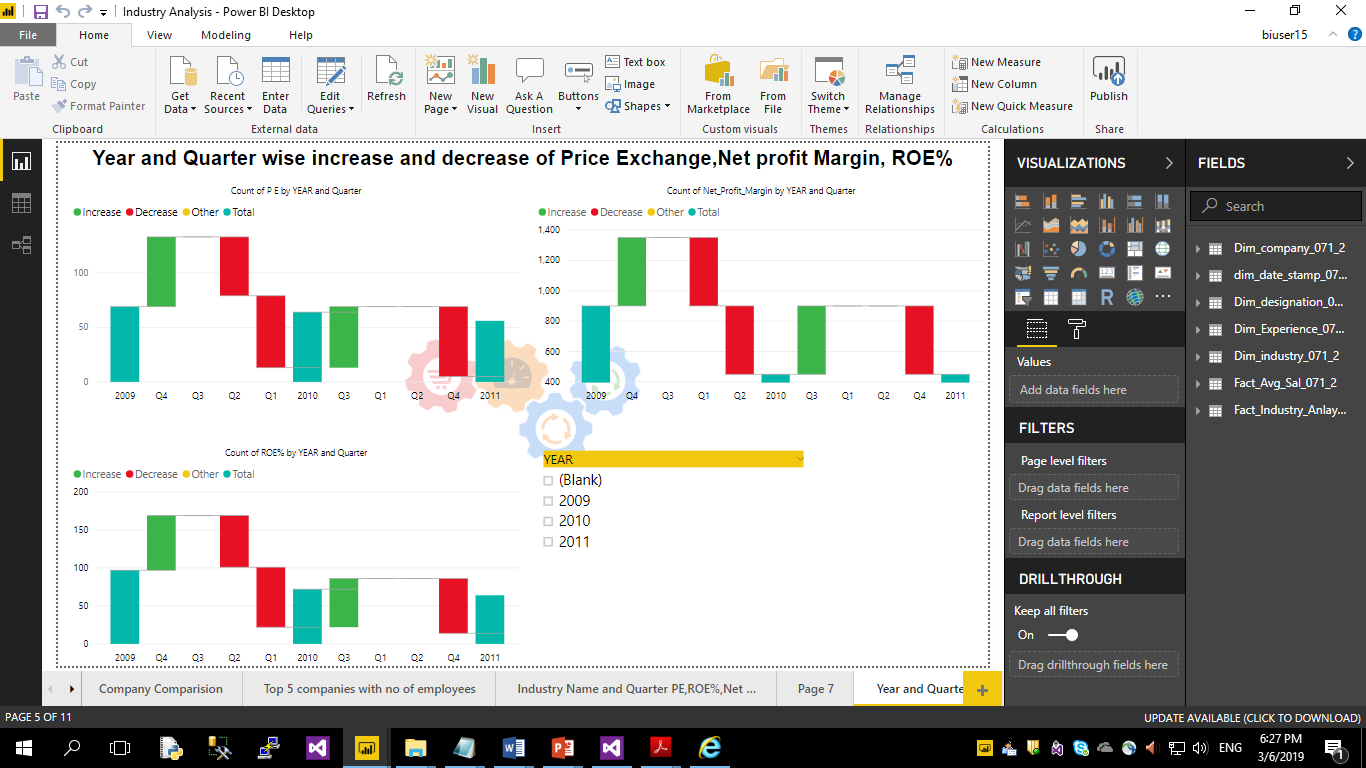 Industry Analysis - Power BI Desktop
File Home View Modeling Help biuser15
Paste Cut Copy Format Painter
Get Data Recent Sources Enter Data Edit Queries Refresh
New Page New Visual Ask A Question Buttons Text box Image Shapes
From Marketplace From File Switch Theme Manage Relationships
New Measure New Column New Quick Measure Publish
Clipboard External data Insert Custom visuals Themes Relationships Calculations Share
Year and Quarter wise increase and decrease of Price Exchange,Net profit Margin, ROE%
Count of P E by YEAR and Quarter
Increase Decrease Other Total
100
50
0
2009 Q4 Q3 Q2 Q1 2010 Q3 Q1 Q2 Q4 2011
Count of Net_Profit_Margin by YEAR and Quarter
Increase Decrease Other Total
1,400
1,200
1,000
800
600
400
2009 Q4 Q3 Q1 Q2 2010 Q3 Q1 Q2 Q4 2011
Count of ROE% by YEAR and Quarter
Increase Decrease Other Total
200
150
100
50
0
2009 Q4 Q3 Q2 Q1 2010 Q3 Q1 Q2 Q4 2011
YEAR
(Blank)
2009
2010
2011
VISUALIZATIONS
R
Values
Add data fields here
FILTERS
Page level filters
Drag data fields here
Report level filters
Drag data fields here
DRILLTHROUGH
Keep all filters
On
Drag drillthrough fields here
FIELDS
Search
Dim_company_071_2
dim_date_stamp_07...
Dim_designation_0...
Dim_Experience_07...
Dim_industry_071_2
Fact_Avg_Sal_071_2
Fact_Industry_Anlay...
Company Comparision Top 5 companies with no of employees Industry Name and Quarter PE,ROE%,Net ... Page 7 Year and Quarte
PAGE 5 OF 11 UPDATE AVAILABLE (CLICK TO DOWNLOAD)
ENG
6:27 PM
3/6/2019
1